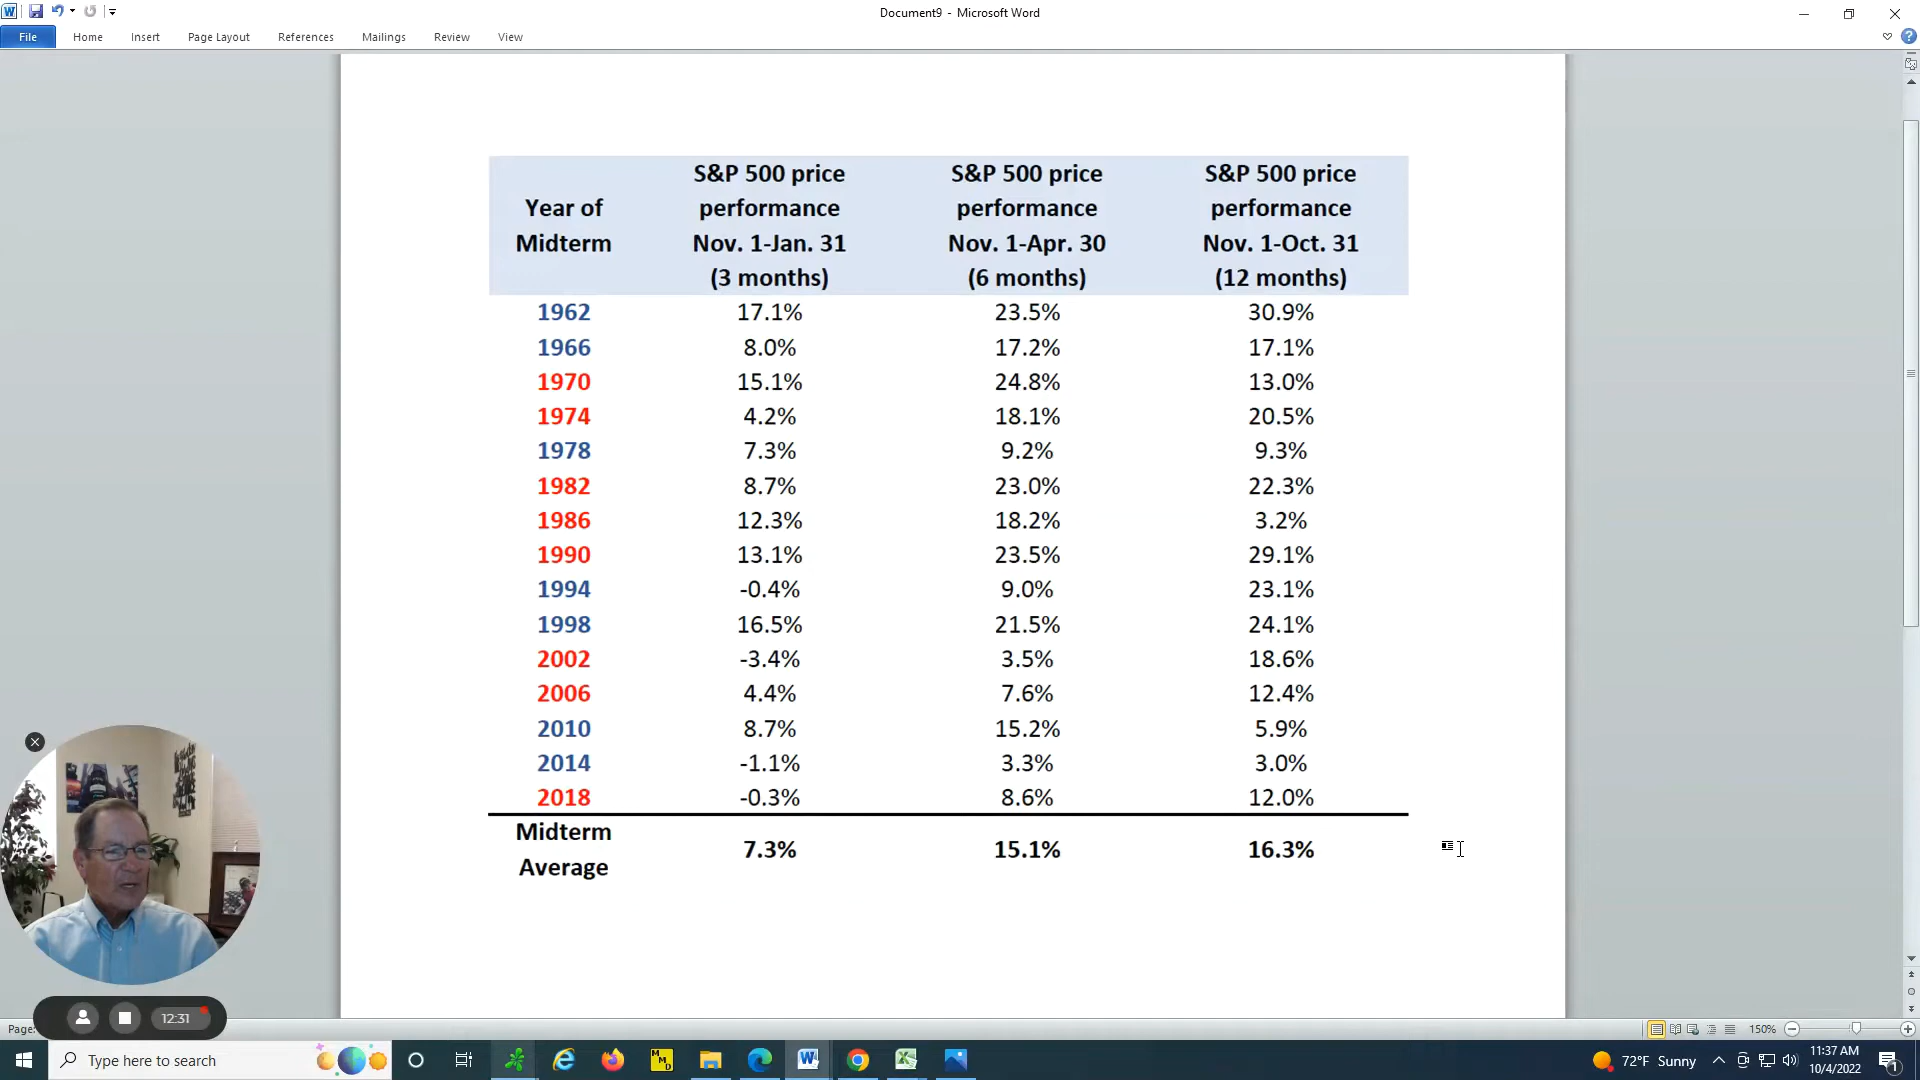 Document9 - Microsoft Word
File Home Insert Page Layout References Mailings Review View
Year of
Midterm
S&P 500 price
performance
Nov. 1-Jan. 31
(3 months)
S&P 500 price
performance
Nov. 1-Apr. 30
(6 months)
S&P 500 price
performance
Nov. 1-Oct. 31
(12 months)
1962 17.1% 23.5% 30.9%
1966 8.0% 17.2% 17.1%
1970 15.1% 24.8% 13.0%
1974 4.2% 18.1% 20.5%
1978 7.3% 9.2% 9.3%
1982 8.7% 23.0% 22.3%
1986 12.3% 18.2% 3.2%
1990 13.1% 23.5% 29.1%
1994 -0.4% 9.0% 23.1%
1998 16.5% 21.5% 24.1%
2002 -3.4% 3.5% 18.6%
2006 4.4% 7.6% 12.4%
2010 8.7% 15.2% 5.9%
2014 -1.1% 3.3% 3.0%
2018 -0.3% 8.6% 12.0%
Midterm
Average
7.3% 15.1% 16.3%
12:31
Page:
150%
Type here to search
72°F Sunny
11:37 AM
10/4/2022
1